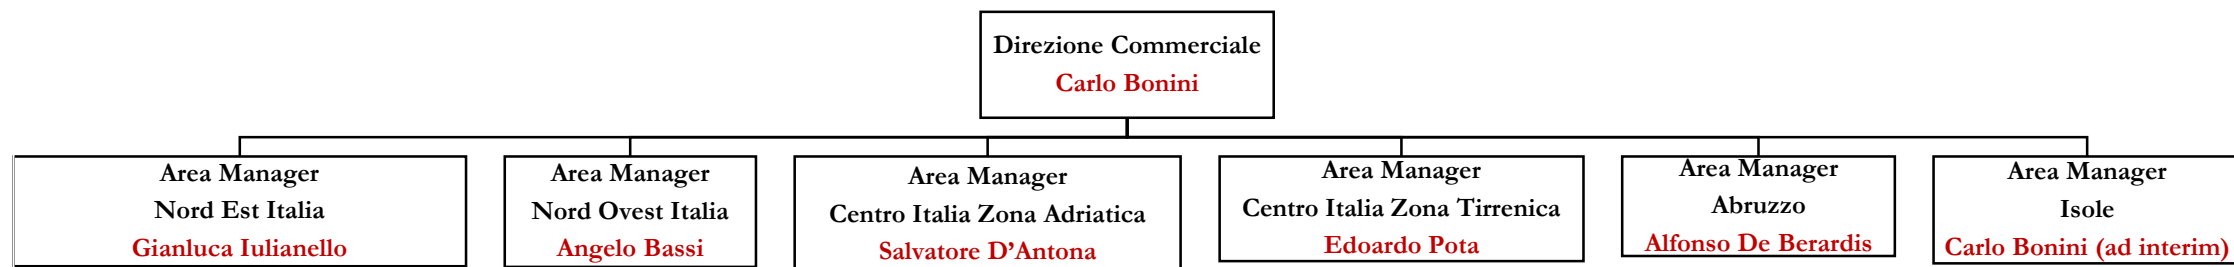 Direzione Commerciale
Carlo Bonini
Area Manager
Nord Est Italia
Gianluca Iulianello
Area Manager
Nord Ovest Italia
Angelo Bassi
Area Manager
Centro Italia Zona Adriatica
Salvatore D’Antona
Area Manager
Centro Italia Zona Tirrenica
Edoardo Pota
Area Manager
Abruzzo
Alfonso De Berardis
Area Manager
Isole
Carlo Bonini (ad interim)